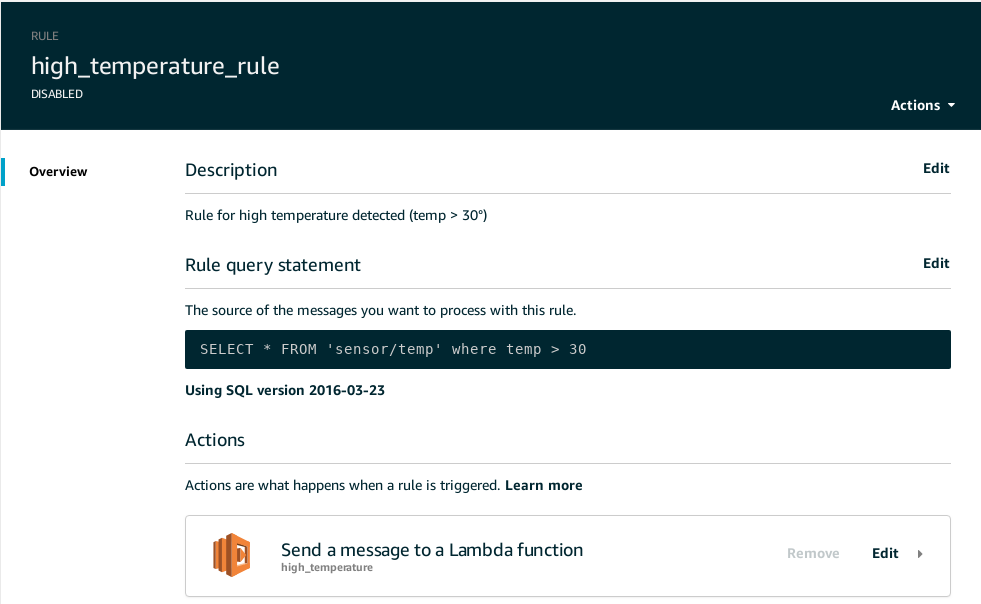 RULE
high_temperature_rule
DISABLED
Actions
Overview
Description
Edit
Rule for high temperature detected (temp > 30°)
Rule query statement
Edit
The source of the messages you want to process with this rule.
SELECT * FROM 'sensor/temp' where temp > 30
Using SQL version 2016-03-23
Actions
Actions are what happens when a rule is triggered. Learn more
Send a message to a Lambda function
high_temperature
Remove
Edit